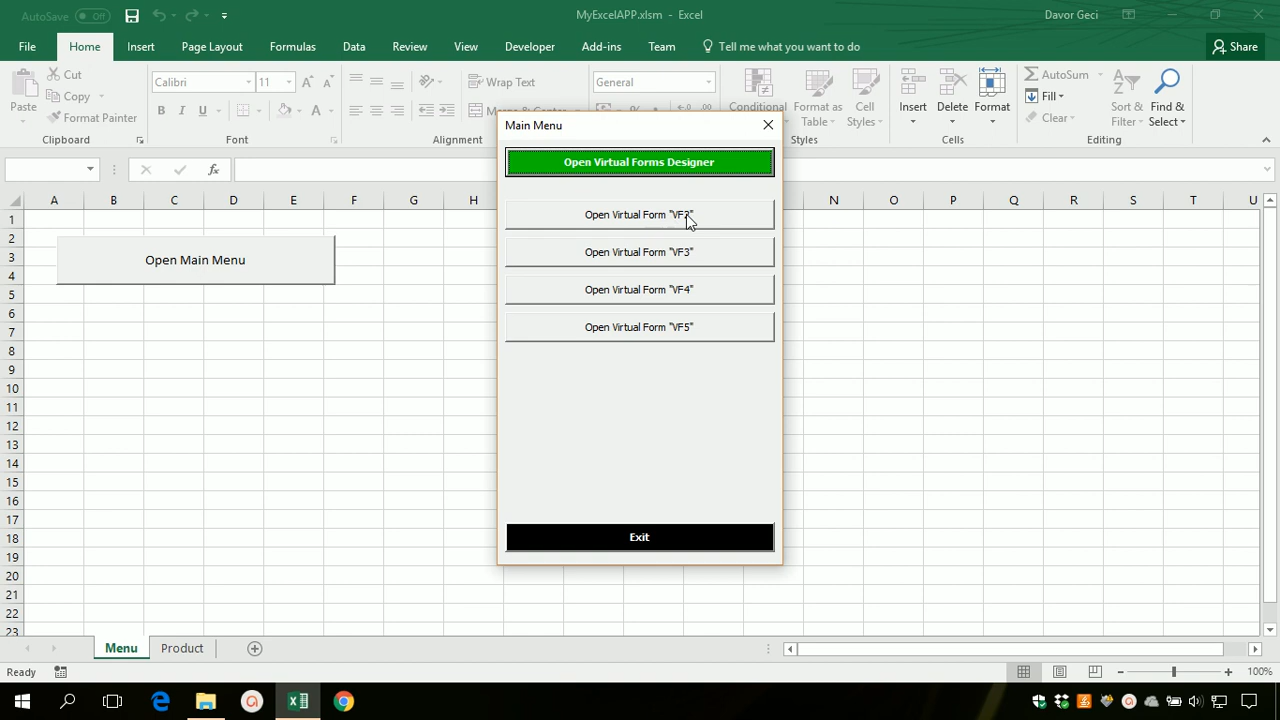 AutoSave Off
MyExcelAPP.xlsm - Excel
Davor Geci
File Home Insert Page Layout Formulas Data Review View Developer Add-ins Team Tell me what you want to do Share
Paste
Cut
Copy
Format Painter
Clipboard
Calibri 11
B I U
Font
Wrap Text
Alignment
General
Conditional
Format as Table
Cell Styles
Styles
Insert Delete Format
Cells
AutoSum
Fill
Clear
Sort & Filter
Find & Select
Editing
fx
A B C D E F G H N O P Q R S T U
1
2
3
4
5
6
7
8
9
10
11
12
13
14
15
16
17
18
19
20
21
22
23
Open Main Menu
Main Menu
Open Virtual Forms Designer
Open Virtual Form
Open Virtual Form "VF3"
Open Virtual Form "VF4"
Open Virtual Form "VF5"
Exit
Menu Product
Ready
100%